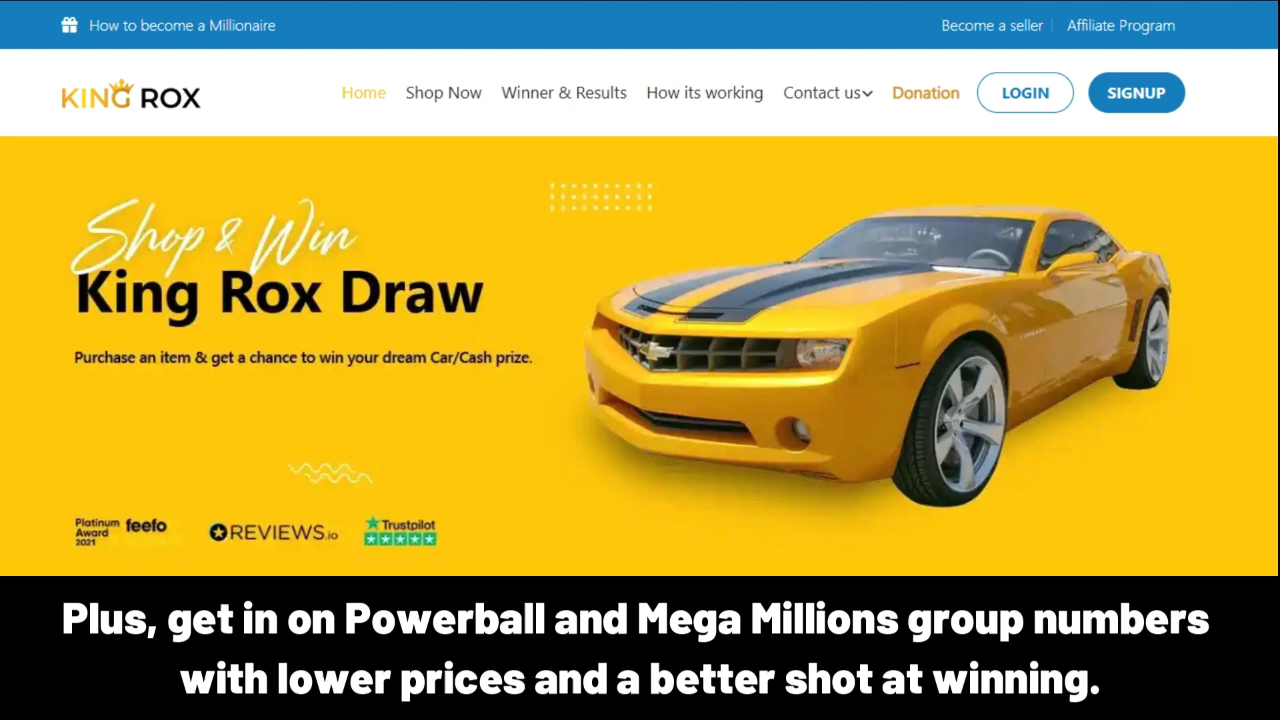 How to become a Millionaire
Become a seller
Affiliate Program
KING ROX
Home
Shop Now
Winner & Results
How its working
Contact us
Donation
LOGIN
SIGNUP
Shop & Win
King Rox Draw
Purchase an item & get a chance to win your dream Car/Cash prize.
Platinum
Award
2021
feefo
REVIEWS.io
Trustpilot
Plus, get in on Powerball and Mega Millions group numbers
with lower prices and a better shot at winning.